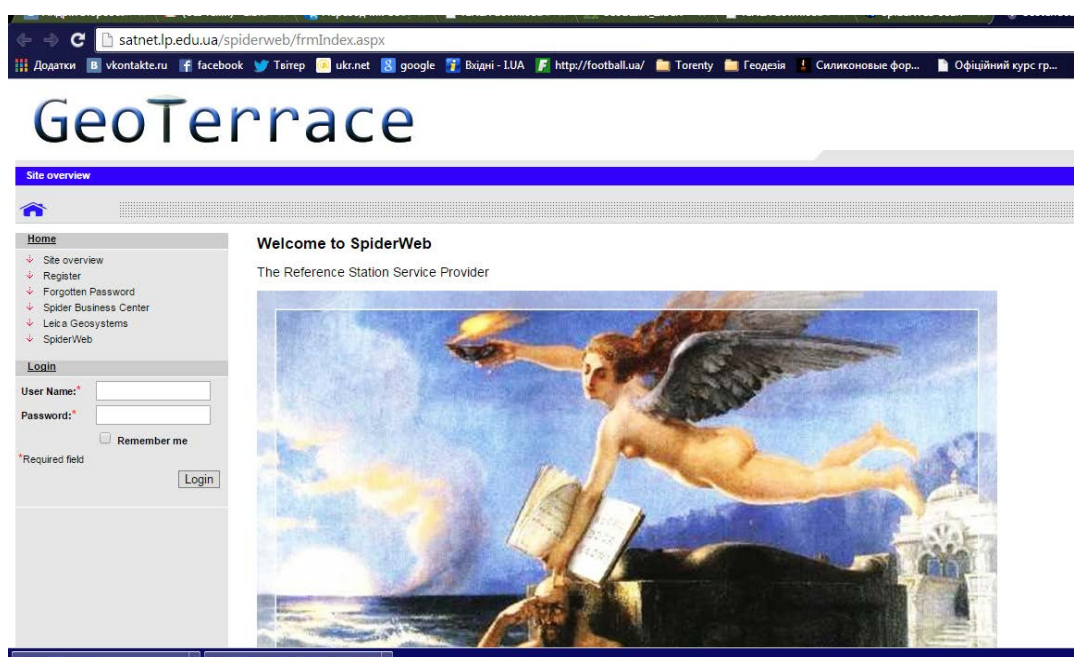 satnet.lp.edu.ua/spiderweb/frmIndex.aspx
Додатки vkontakte.ru facebook Твітер ukr.net google Вхідні - I.UA http://football.ua/ Torenty Геодезія Силиконовые фор... Офіційний курс гр...
GeoTerrace
Site overview
Home
Site overview
Register
Forgotten Password
Spider Business Center
Leica Geosystems
SpiderWeb
Login
User Name:*
Password:*
Remember me
*Required field
Login
Welcome to SpiderWeb
The Reference Station Service Provider